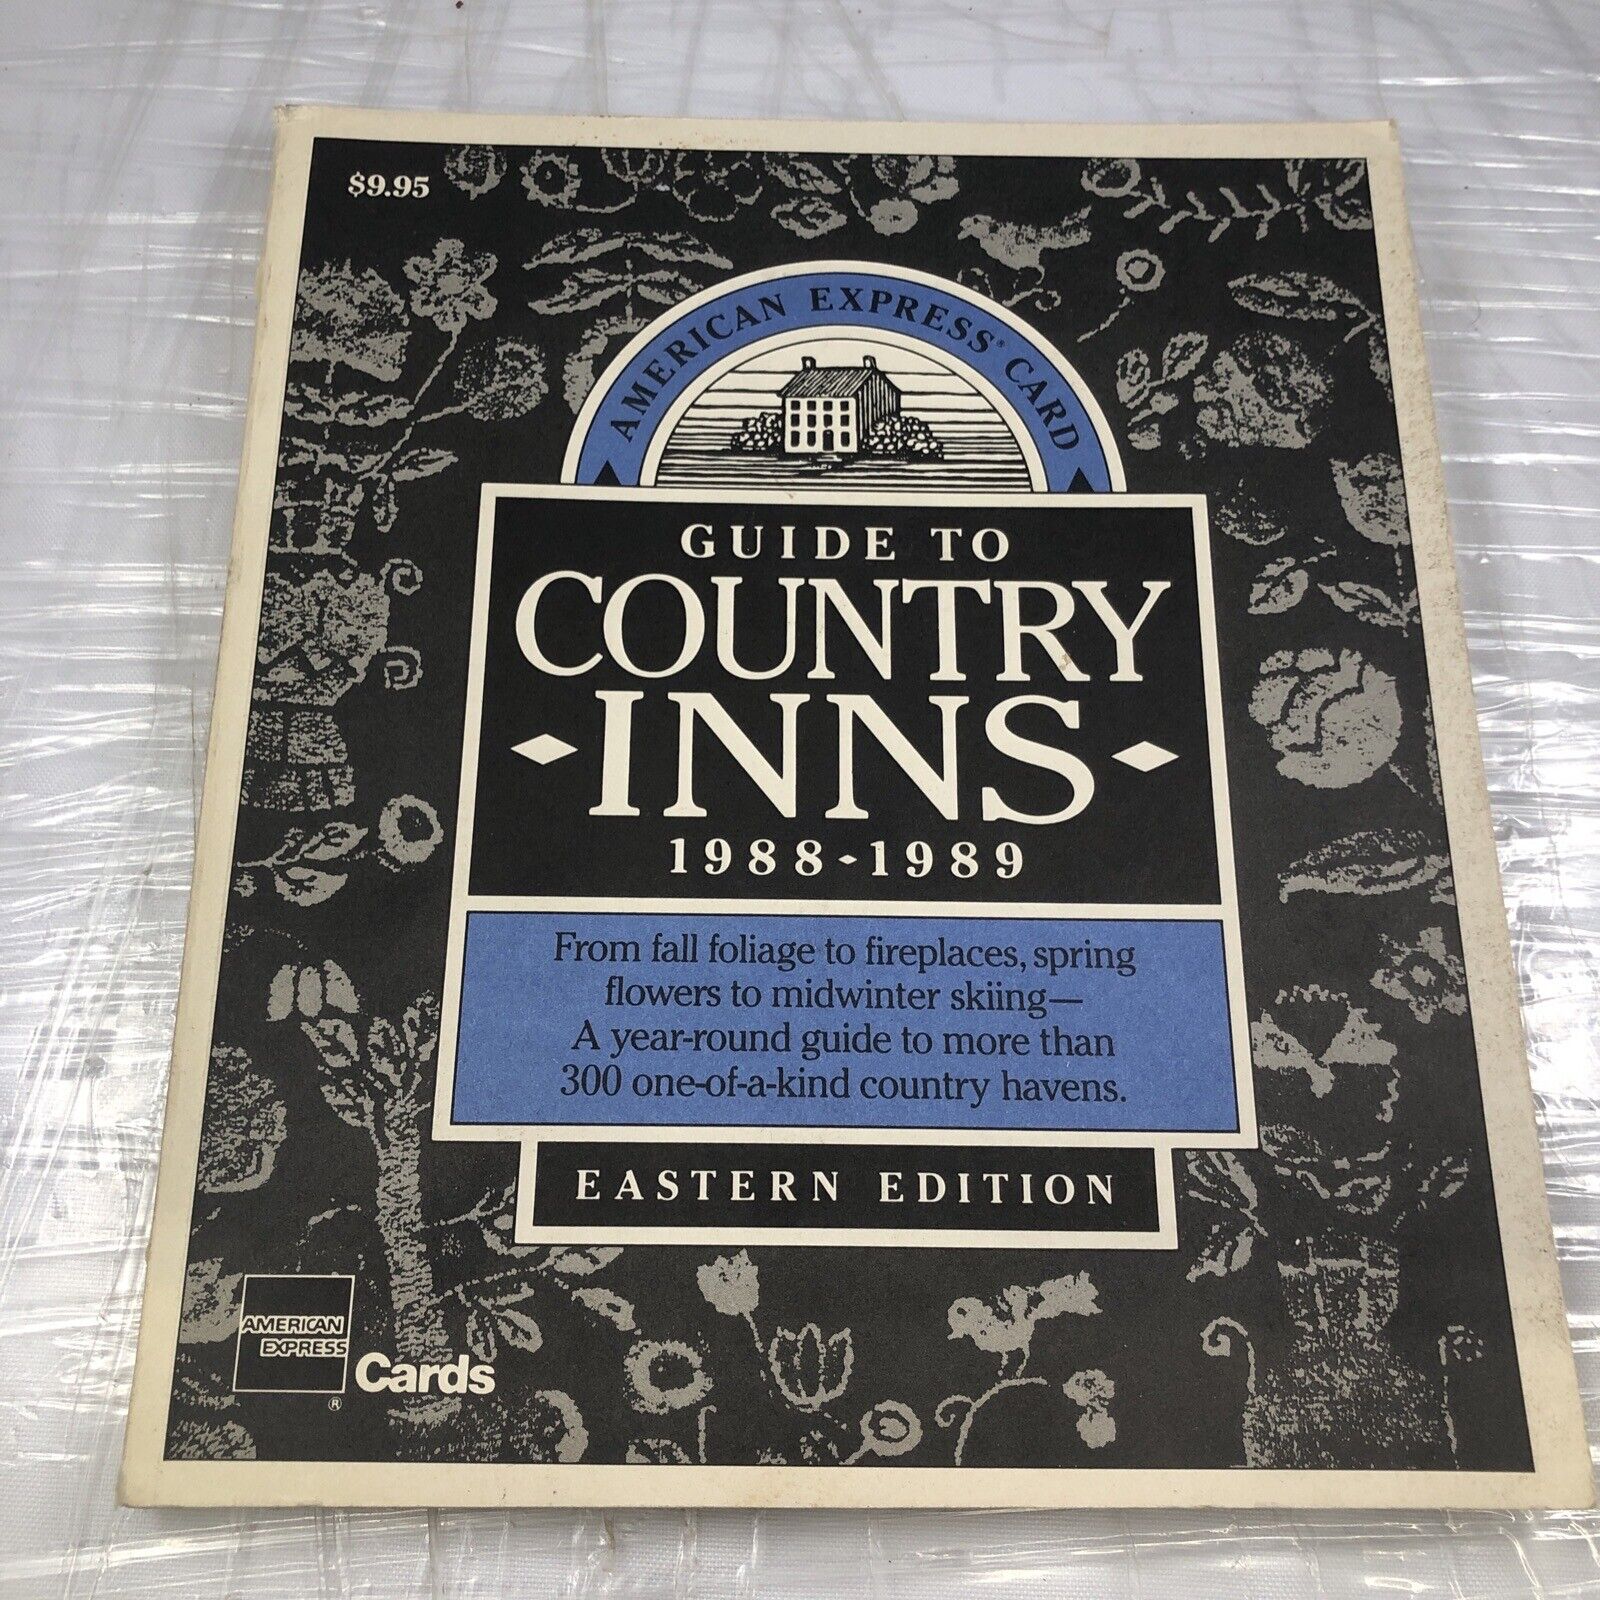 $9.95
AMERICAN EXPRESS® CARD
GUIDE TO
COUNTRY
INNS
1988-1989
From fall foliage to fireplaces, spring
flowers to midwinter skiing—
A year-round guide to more than
300 one-of-a-kind country havens.
EASTERN EDITION
AMERICAN
EXPRESS
Cards
®